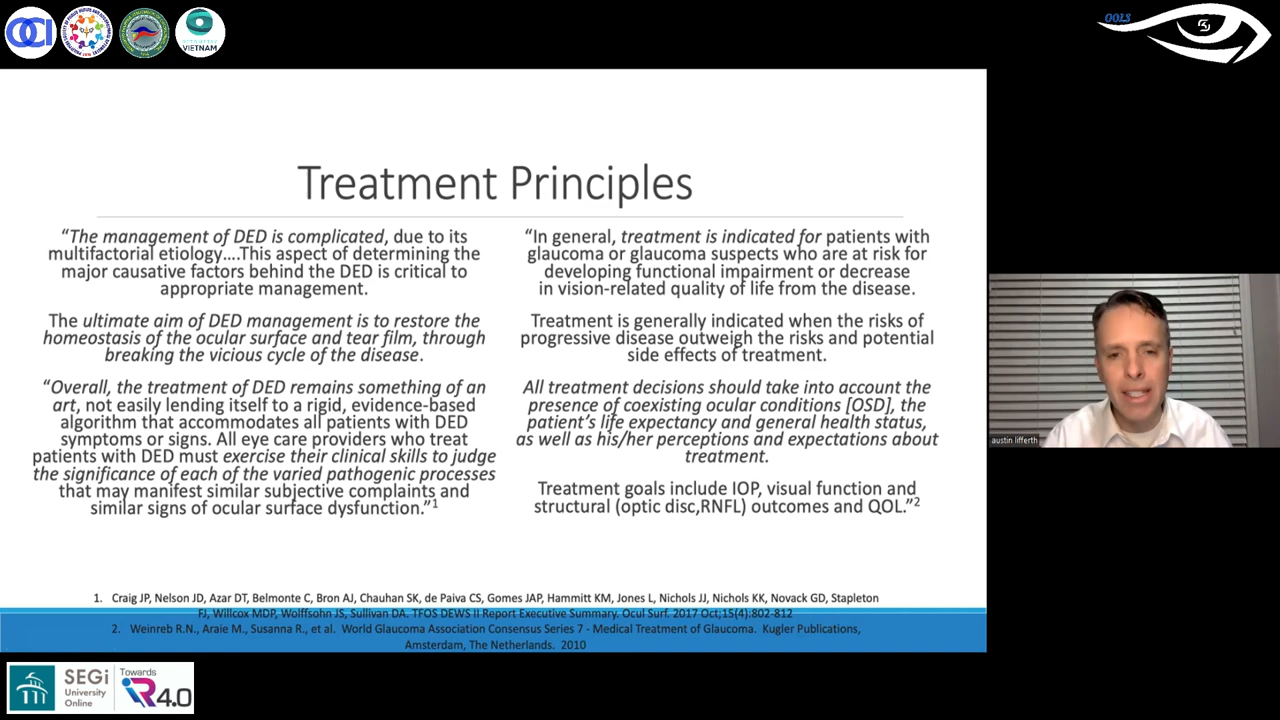 OCI
VIETNAM
OOLS
Treatment Principles
“The management of DED is complicated, due to its
multifactorial etiology….This aspect of determining the
major causative factors behind the DED is critical to
appropriate management.
The ultimate aim of DED management is to restore the
homeostasis of the ocular surface and tear film, through
breaking the vicious cycle of the disease.
“Overall, the treatment of DED remains something of an
art, not easily lending itself to a rigid, evidence-based
algorithm that accommodates all patients with DED
symptoms or signs. All eye care providers who treat
patients with DED must exercise their clinical skills to judge
the significance of each of the varied pathogenic processes
that may manifest similar subjective complaints and
similar signs of ocular surface dysfunction.”1
“In general, treatment is indicated for patients with
glaucoma or glaucoma suspects who are at risk for
developing functional impairment or decrease
in vision-related quality of life from the disease.
Treatment is generally indicated when the risks of
progressive disease outweigh the risks and potential
side effects of treatment.
All treatment decisions should take into account the
presence of coexisting ocular conditions [OSD], the
patient’s life expectancy and general health status,
as well as his/her perceptions and expectations about
treatment.
Treatment goals include IOP, visual function and
structural (optic disc,RNFL) outcomes and QOL.”2
1. Craig JP, Nelson JD, Azar DT, Belmonte C, Bron AJ, Chauhan SK, de Paiva CS, Gomes JAP, Hammitt KM, Jones L, Nichols JJ, Nichols KK, Novack GD, Stapleton
FJ, Willcox MDP, Wolffsohn JS, Sullivan DA. TFOS DEWS II Report Executive Summary. Ocul Surf. 2017 Oct;15(4):802-812
2. Weinreb R.N., Araie M., Susanna R., et al. World Glaucoma Association Consensus Series 7 - Medical Treatment of Glaucoma. Kugler Publications,
Amsterdam, The Netherlands. 2010
austin lifferth
SEGi
University
Online
Towards
iR4.0